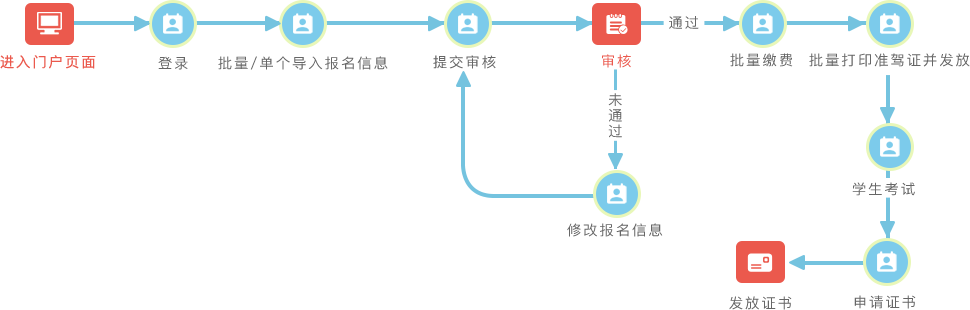 进入门户页面
登录
批量/单个导入报名信息
提交审核
审核
通过
批量缴费
批量打印准驾证并发放
未
通
过
修改报名信息
学生考试
申请证书
发放证书